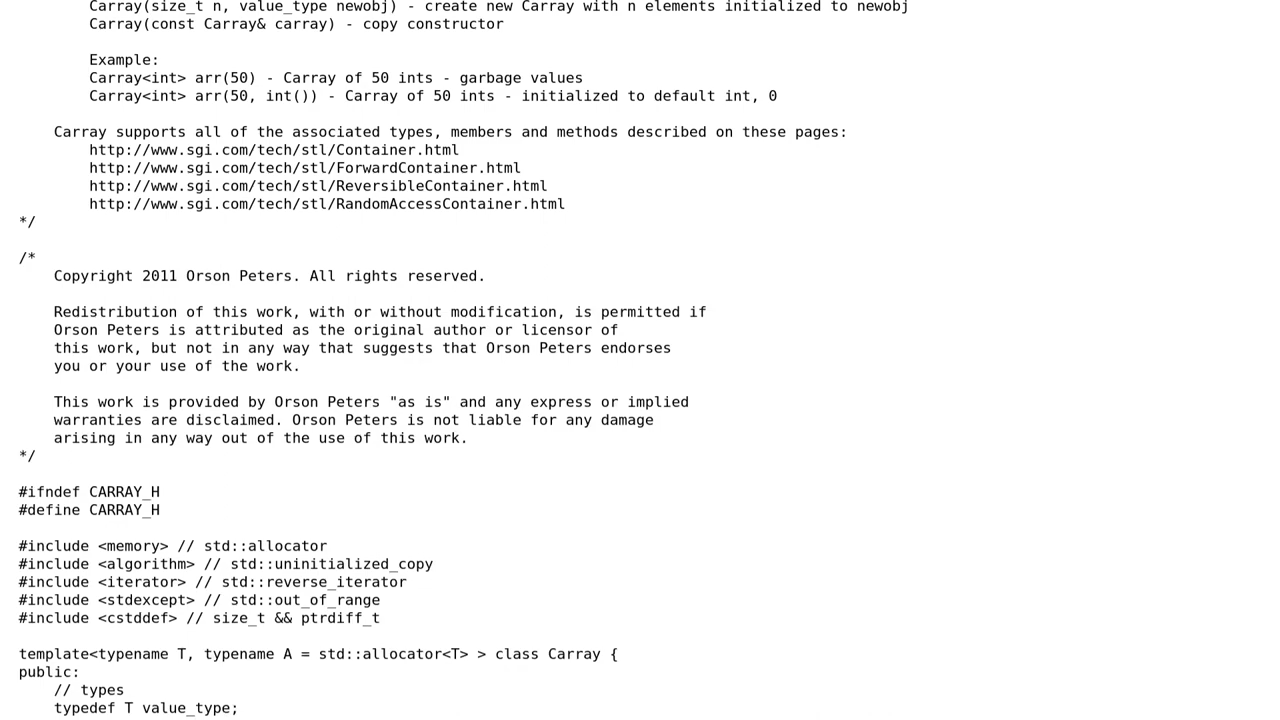 Carray(size_t n, value_type newobj) - create new Carray with n elements initialized to newobj
Carray(const Carray& carray) - copy constructor
Example:
Carray<int> arr(50) - Carray of 50 ints - garbage values
Carray<int> arr(50, int()) - Carray of 50 ints - initialized to default int, 0
Carray supports all of the associated types, members and methods described on these pages:
http://www.sgi.com/tech/stl/Container.html
http://www.sgi.com/tech/stl/ForwardContainer.html
http://www.sgi.com/tech/stl/ReversibleContainer.html
http://www.sgi.com/tech/stl/RandomAccessContainer.html
*/
/*
Copyright 2011 Orson Peters. All rights reserved.
Redistribution of this work, with or without modification, is permitted if
Orson Peters is attributed as the original author or licensor of
this work, but not in any way that suggests that Orson Peters endorses
you or your use of the work.
This work is provided by Orson Peters "as is" and any express or implied
warranties are disclaimed. Orson Peters is not liable for any damage
arising in any way out of the use of this work.
*/
#ifndef CARRAY_H
#define CARRAY_H
#include <memory> // std::allocator
#include <algorithm> // std::uninitialized_copy
#include <iterator> // std::reverse_iterator
#include <stdexcept> // std::out_of_range
#include <cstddef> // size_t && ptrdiff_t
template<typename T, typename A = std::allocator<T> > class Carray {
public:
// types
typedef T value_type;